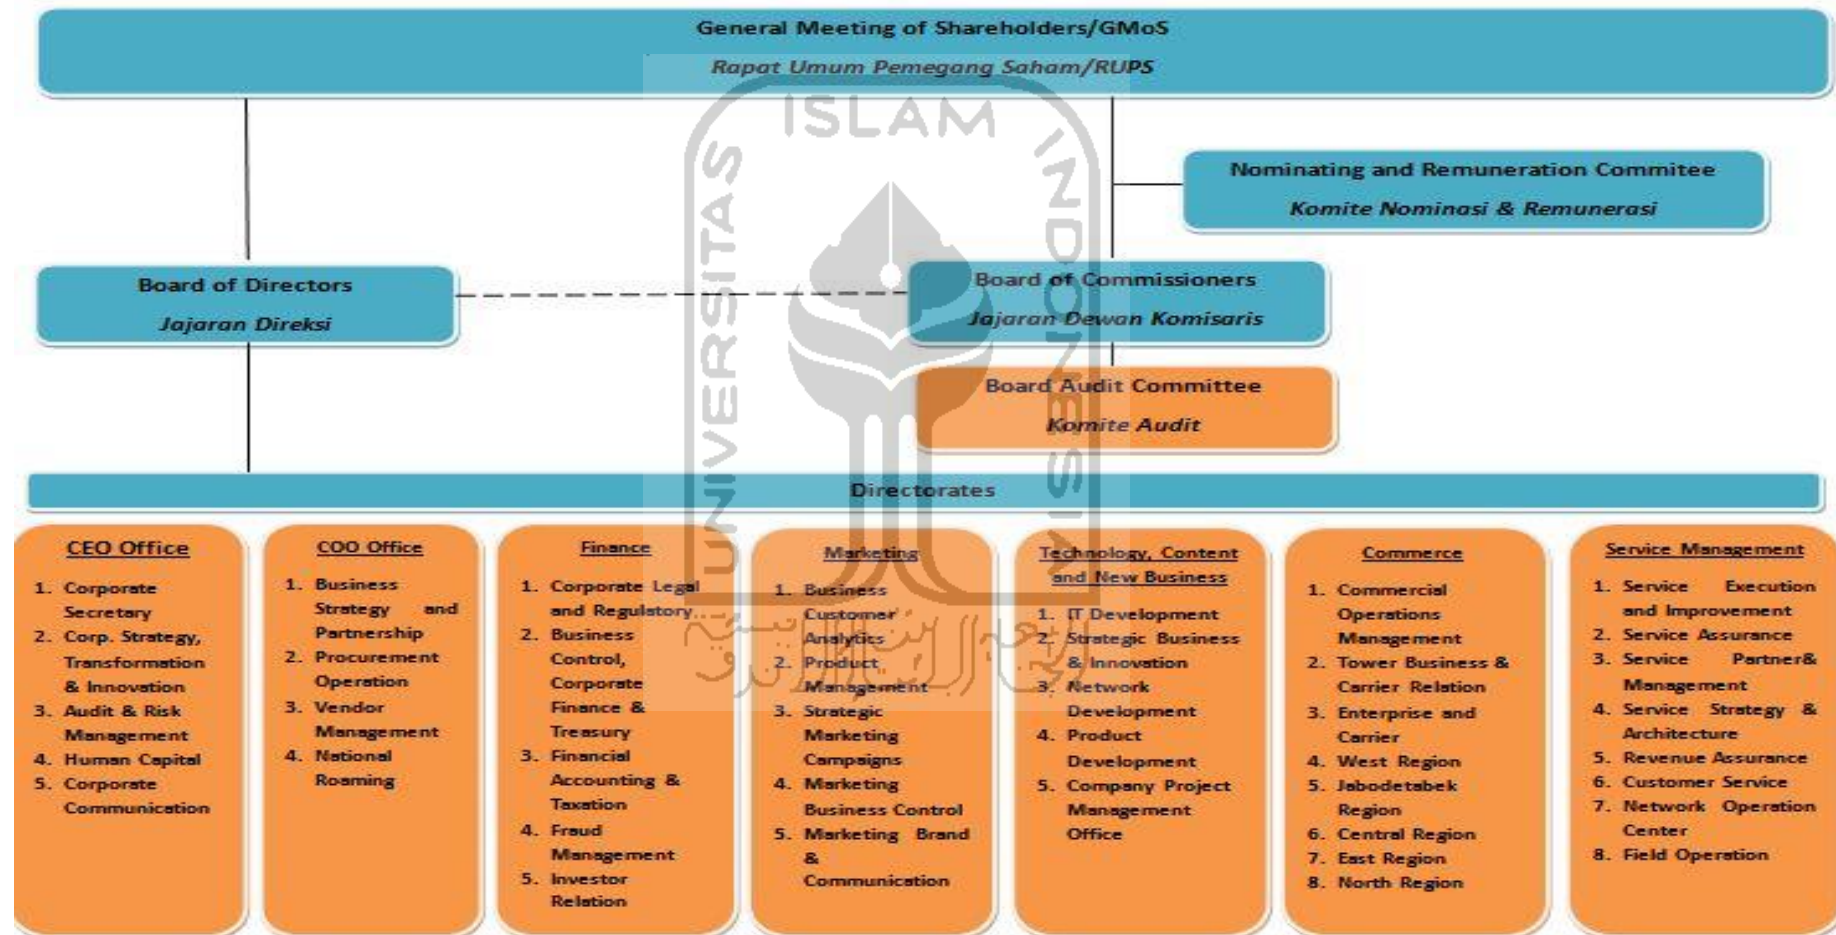 General Meeting of Shareholders/GMoS
Rapat Umum Pemegang Saham/RUPS
Nominating and Remuneration Commitee
Komite Nominasi & Remunerasi
Board of Directors
Jajaran Direksi
Board of Commissioners
Jajaran Dewan Komisaris
Board Audit Committee
Komite Audit
Directorates
CEO Office
1. Corporate
Secretary
2. Corp. Strategy,
Transformation
& Innovation
3. Audit & Risk
Management
4. Human Capital
5. Corporate
Communication
COO Office
1. Business
Strategy and
Partnership
2. Procurement
Operation
3. Vendor
Management
4. National
Roaming
Finance
1. Corporate Legal
and Regulatory
2. Business
Control,
Corporate
Finance &
Treasury
3. Financial
Accounting &
Taxation
4. Fraud
Management
5. Investor
Relation
Marketing
1. Business
Customer
Analytics
2. Product
Management
3. Strategic
Marketing
Campaigns
4. Marketing
Business Control
5. Marketing Brand
&
Communication
Technology, Content
and New Business
1. IT Development
2. Strategic Business
& Innovation
3. Network
Development
4. Product
Development
5. Company Project
Management
Office
Commerce
1. Commercial
Operations
Management
2. Tower Business &
Carrier Relation
3. Enterprise and
Carrier
4. West Region
5. Jabodetabek
Region
6. Central Region
7. East Region
8. North Region
Service Management
1. Service Execution
and Improvement
2. Service Assurance
3. Service Partner&
Management
4. Service Strategy &
Architecture
5. Revenue Assurance
6. Customer Service
7. Network Operation
Center
8. Field Operation
UNIVERSITAS
ISLAM
INDONESIA